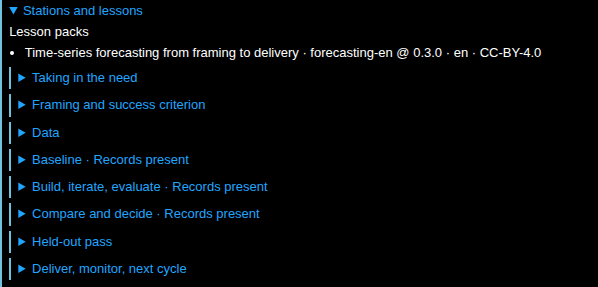 Stations and lessons
Lesson packs
Time-series forecasting from framing to delivery · forecasting-en @ 0.3.0 · en · CC-BY-4.0
Taking in the need
Framing and success criterion
Data
Baseline · Records present
Build, iterate, evaluate · Records present
Compare and decide · Records present
Held-out pass
Deliver, monitor, next cycle